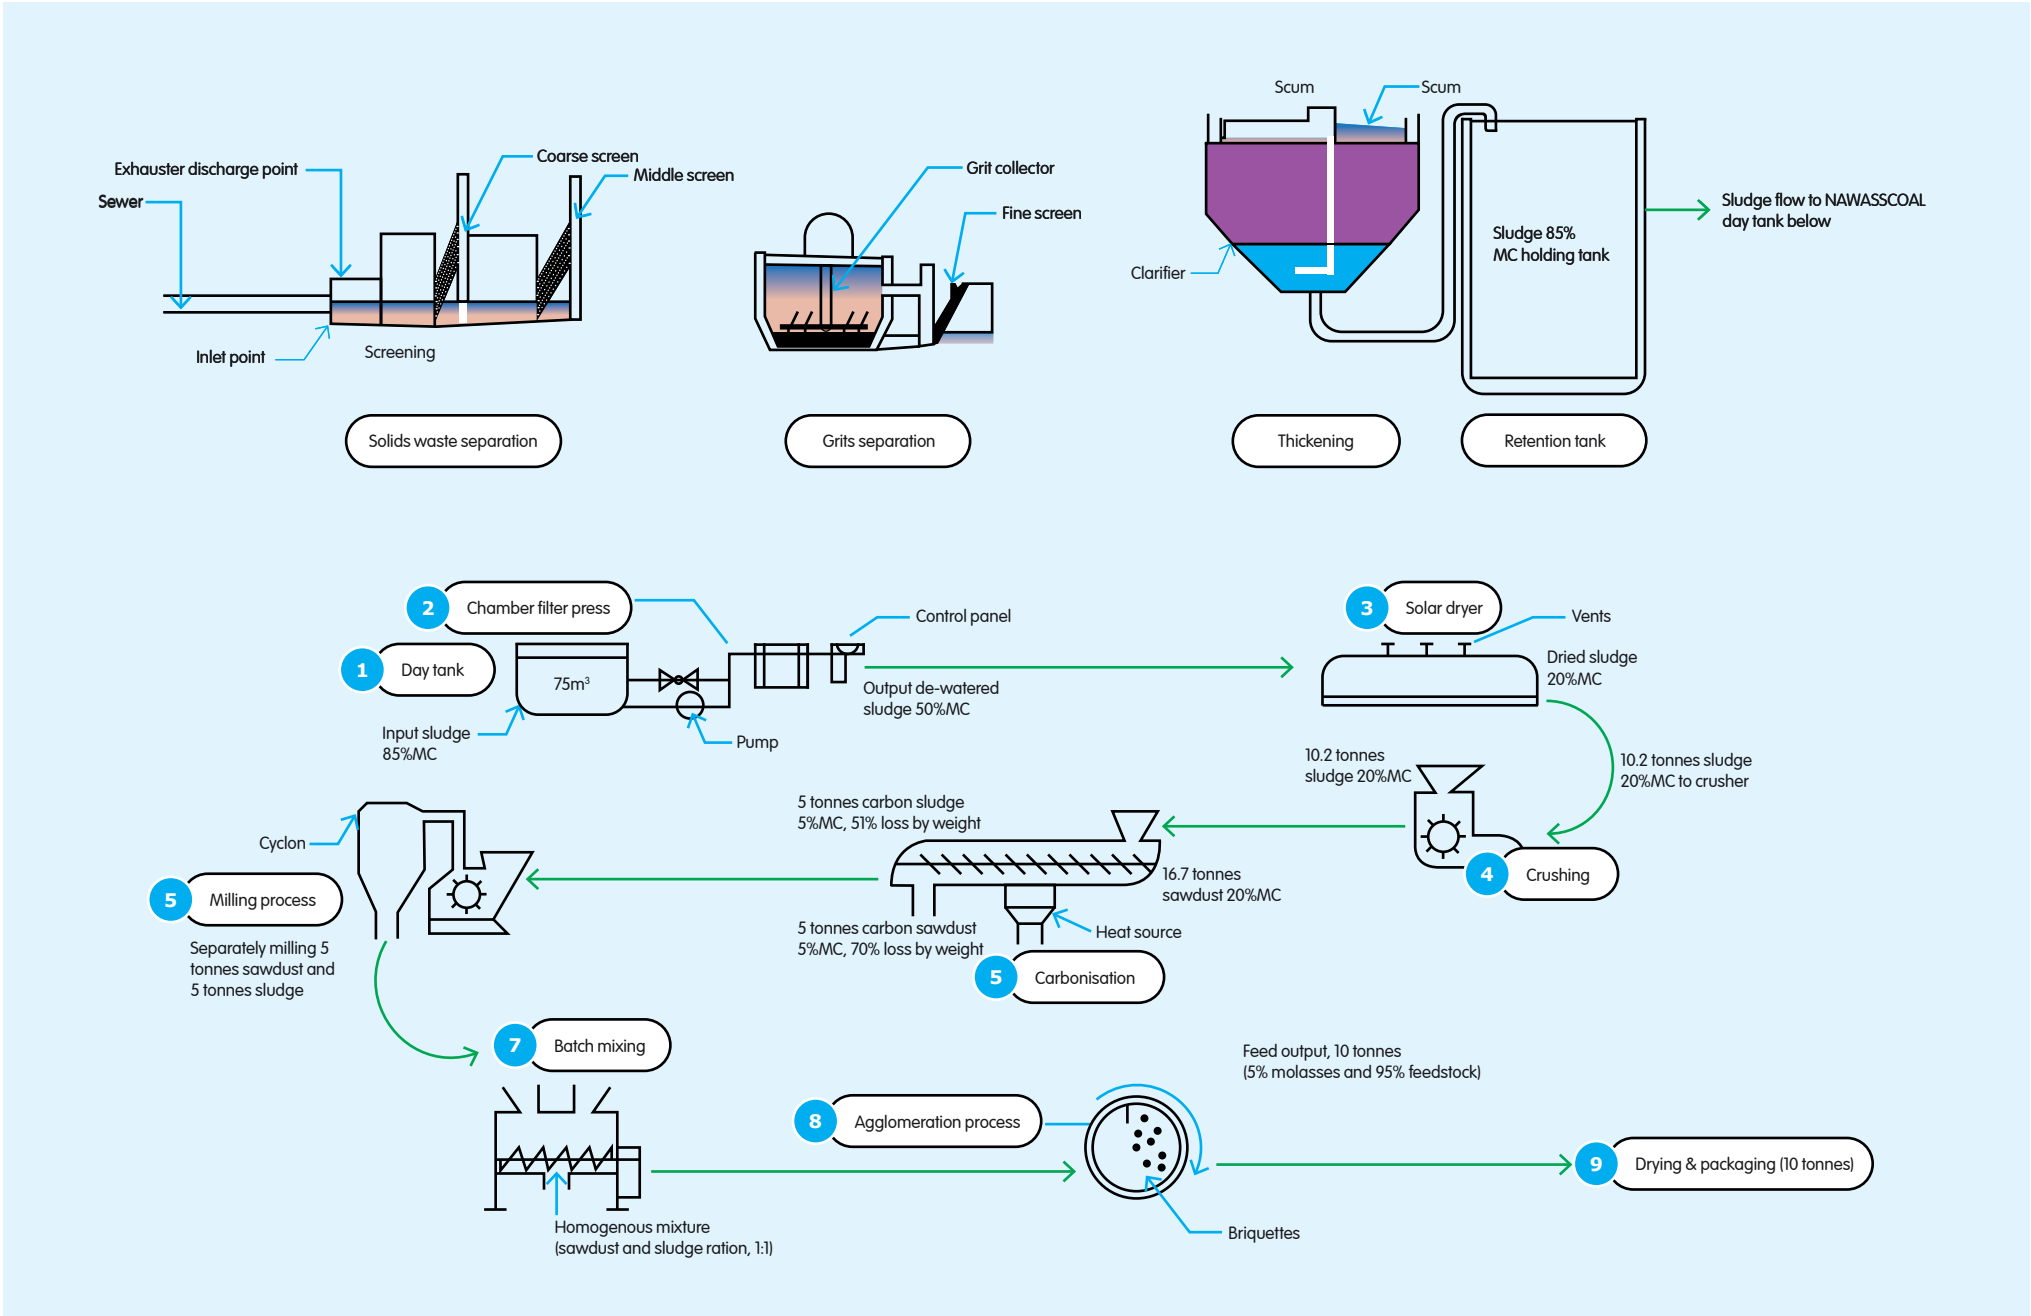 Scum
Scum
Exhauster discharge point
Sewer
Coarse screen
Middle screen
Inlet point
Screening
Grit collector
Fine screen
Clarifier
Sludge 85%
MC holding tank
Sludge flow to NAWASSCOAL
day tank below
Solids waste separation
Grits separation
Thickening
Retention tank
2 Chamber filter press
1 Day tank
75m³
Input sludge
85%MC
Pump
Control panel
Output de-watered
sludge 50%MC
3 Solar dryer
Vents
Dried sludge
20%MC
10.2 tonnes sludge
20%MC to crusher
10.2 tonnes
sludge 20%MC
4 Crushing
5 tonnes carbon sludge
5%MC, 51% loss by weight
16.7 tonnes
sawdust 20%MC
5 tonnes carbon sawdust
5%MC, 70% loss by weight
Heat source
5 Carbonisation
Cyclon
5 Milling process
Separately milling 5
tonnes sawdust and
5 tonnes sludge
7 Batch mixing
Homogenous mixture
(sawdust and sludge ration, 1:1)
8 Agglomeration process
Feed output, 10 tonnes
(5% molasses and 95% feedstock)
Briquettes
9 Drying & packaging (10 tonnes)